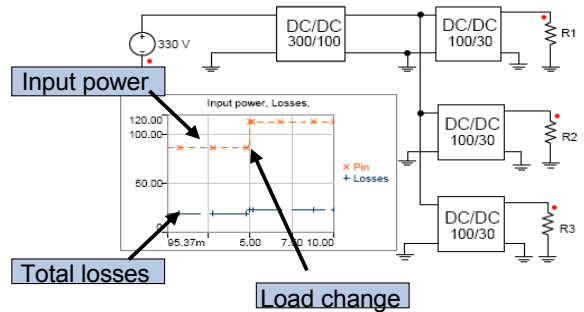 DC/DC
300/100
DC/DC
100/30
R1
330 V
Input power
Input power, Losses,
120.00
100.00
50.00
0
Pin
Losses
95.37m
5.00
7.50
10.00
DC/DC
100/30
R2
DC/DC
100/30
R3
Total losses
Load change